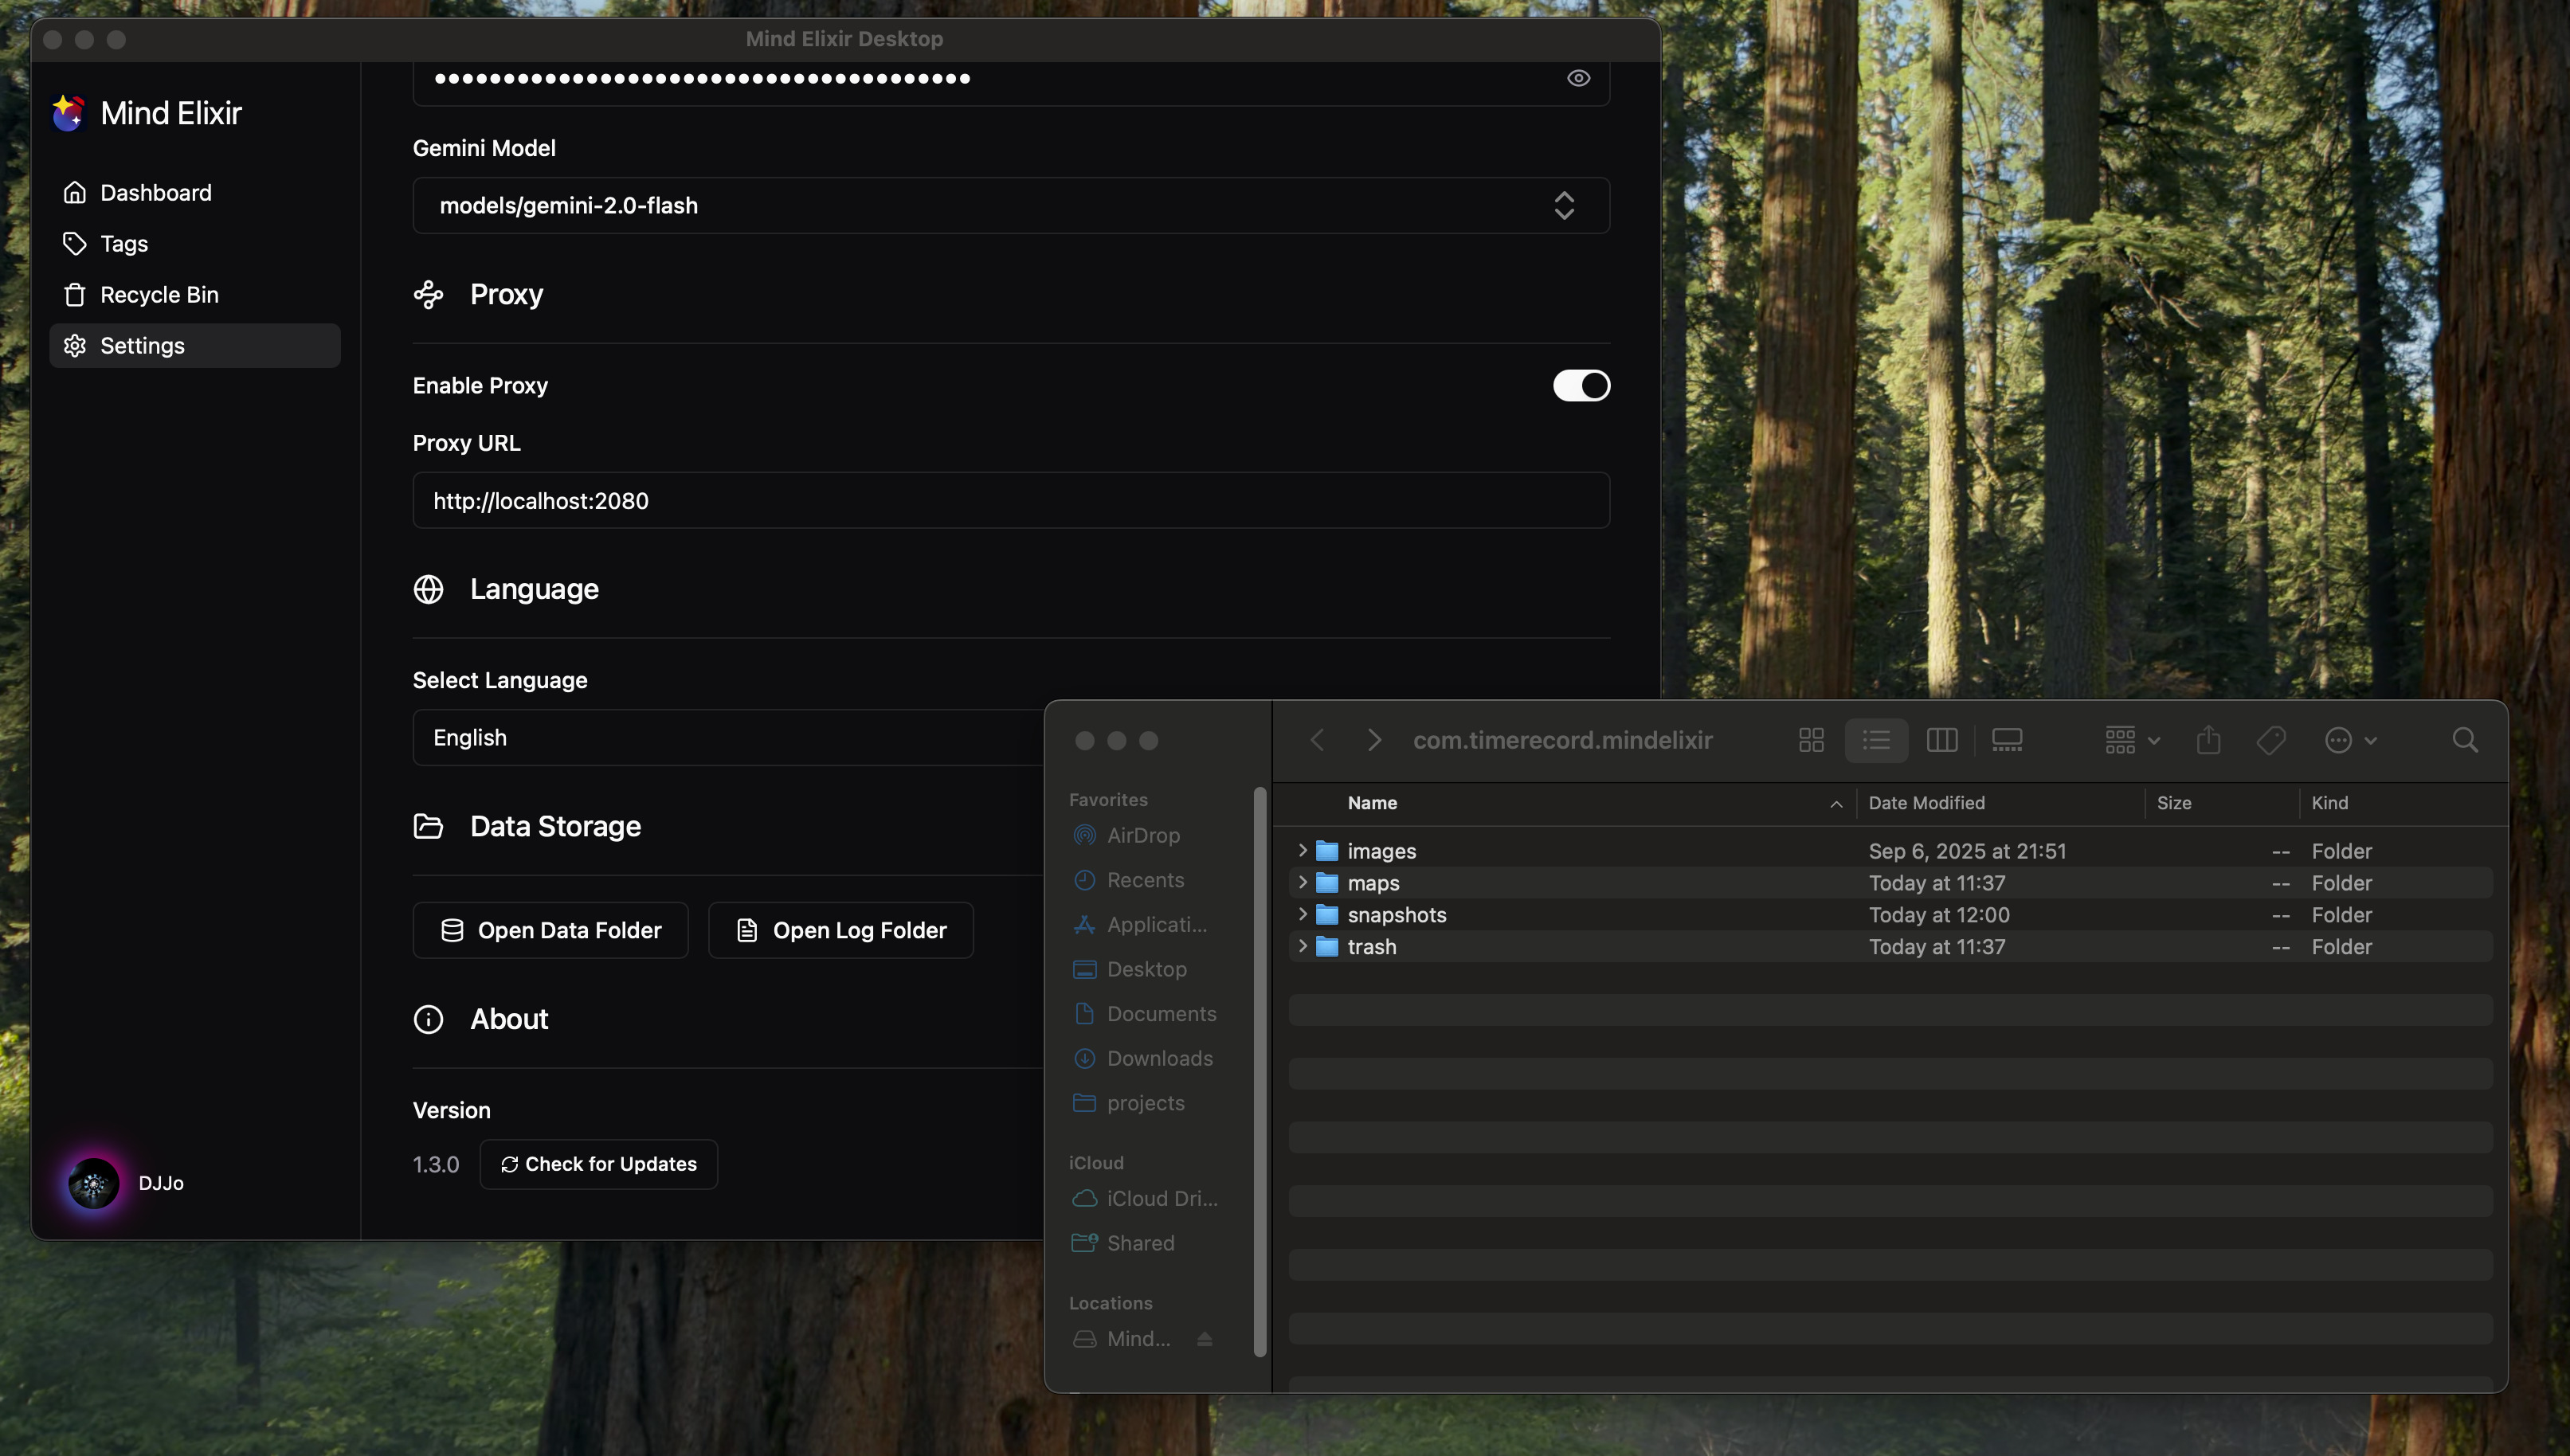 Mind Elixir Desktop
Mind Elixir
Dashboard
Tags
Recycle Bin
Settings
DJJo
Gemini Model
models/gemini-2.0-flash
Proxy
Enable Proxy
Proxy URL
http://localhost:2080
Language
Select Language
English
Data Storage
Open Data Folder
Open Log Folder
About
Version
1.3.0
Check for Updates
com.timerecord.mindelixir
Favorites
AirDrop
Recents
Applicati...
Desktop
Documents
Downloads
projects
iCloud
iCloud Dri...
Shared
Locations
Mind...
Name Date Modified Size Kind
images Sep 6, 2025 at 21:51 -- Folder
maps Today at 11:37 -- Folder
snapshots Today at 12:00 -- Folder
trash Today at 11:37 -- Folder